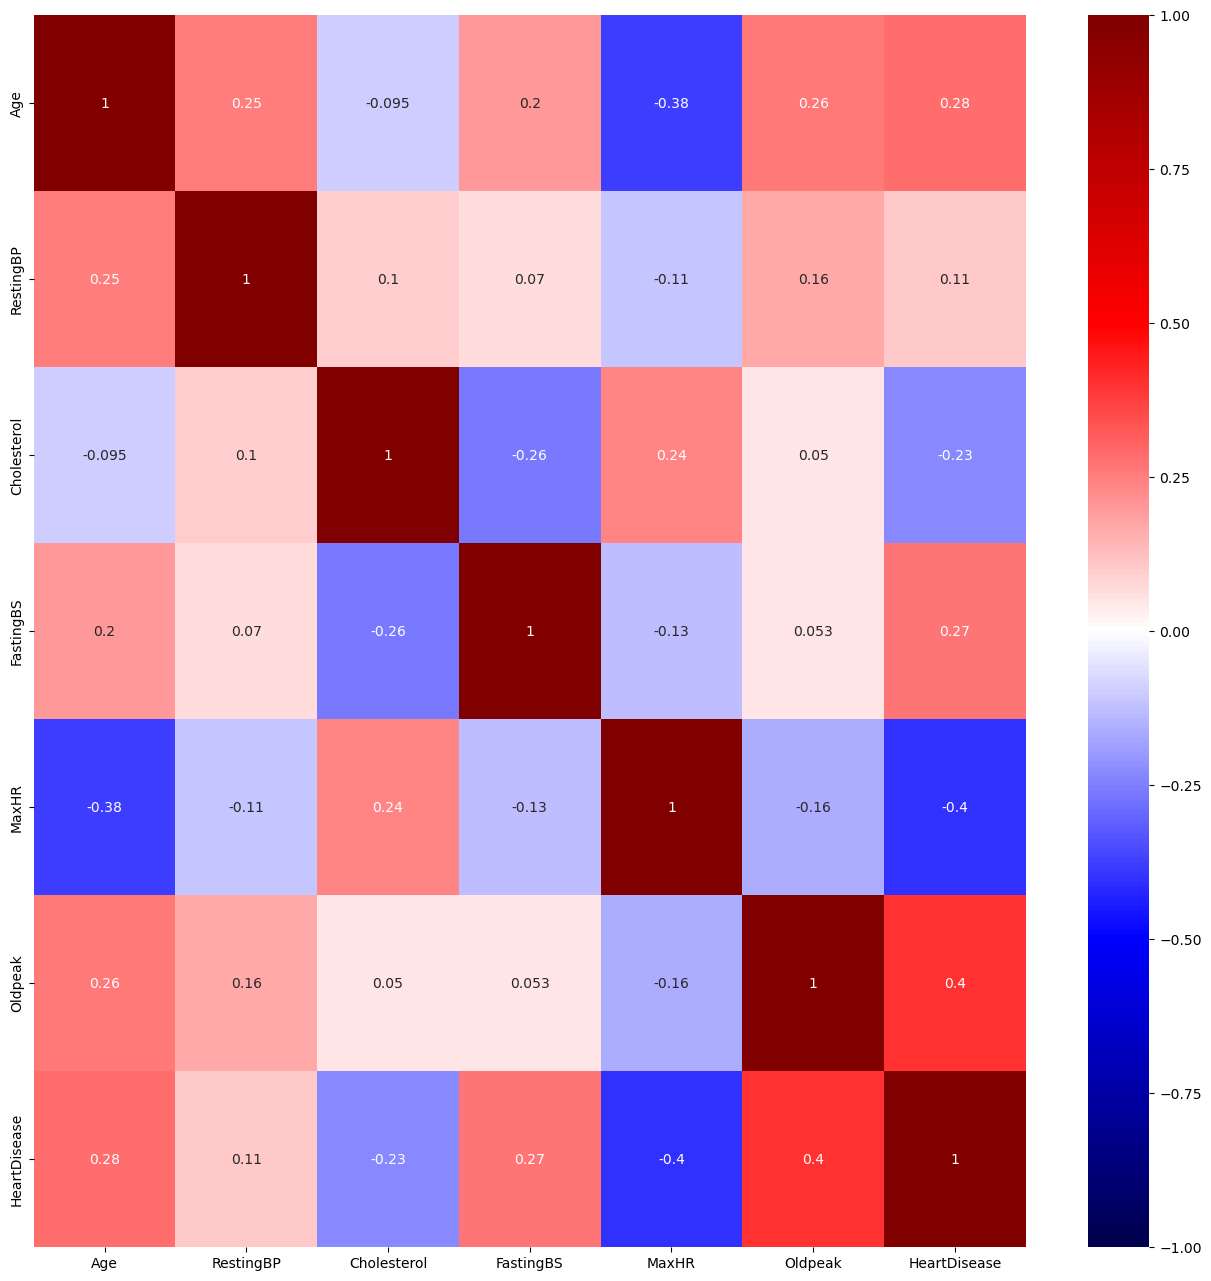 Age 1 0.25 -0.095 0.2 -0.38 0.26 0.28
RestingBP 0.25 1 0.1 0.07 -0.11 0.16 0.11
Cholesterol -0.095 0.1 1 -0.26 0.24 0.05 -0.23
FastingBS 0.2 0.07 -0.26 1 -0.13 0.053 0.27
MaxHR -0.38 -0.11 0.24 -0.13 1 -0.16 -0.4
Oldpeak 0.26 0.16 0.05 0.053 -0.16 1 0.4
HeartDisease 0.28 0.11 -0.23 0.27 -0.4 0.4 1
Age RestingBP Cholesterol FastingBS MaxHR Oldpeak HeartDisease
1.00
0.75
0.50
0.25
0.00
−0.25
−0.50
−0.75
−1.00